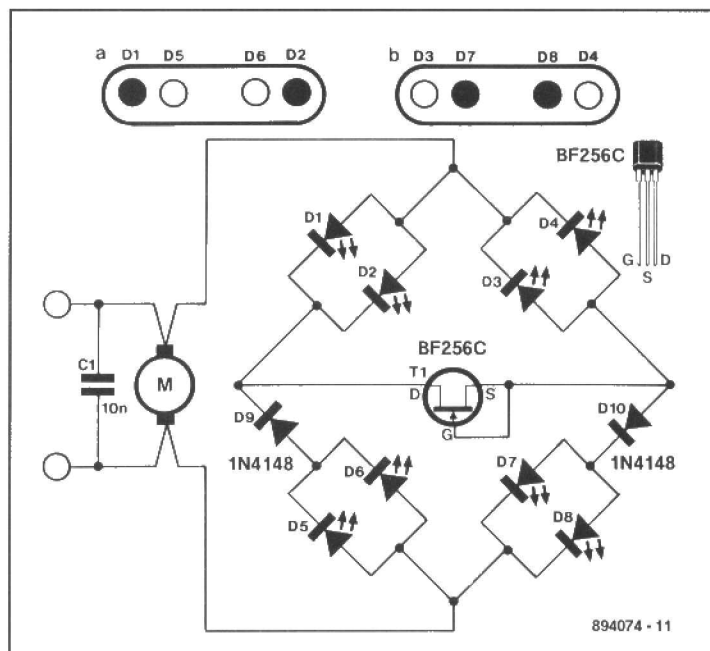 a D1 D5 D6 D2
b D3 D7 D8 D4
BF256C
G S D
D1
D2
D4
D3
C1
10n
M
BF256C
T1
D S
G
D9
1N4148
D10
1N4148
D6
D5
D7
D8
894074 - 11